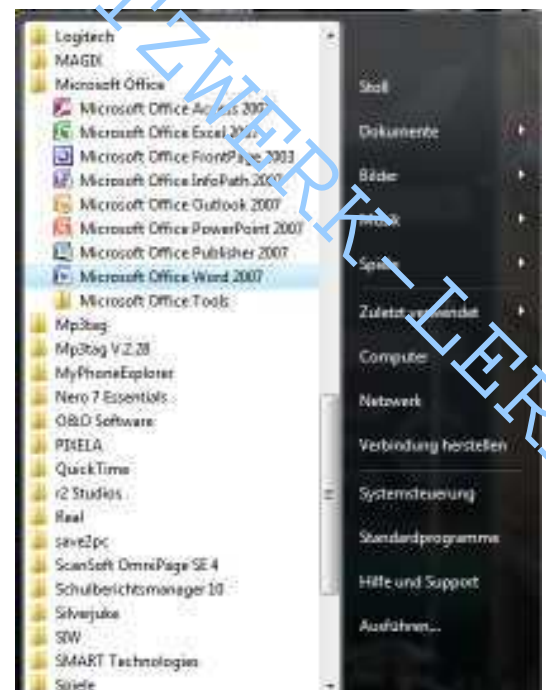 Logitech
MAGIX
Microsoft Office
Microsoft Office Access 2007
Microsoft Office Excel 2007
Microsoft Office FrontPage 2003
Microsoft Office InfoPath 2007
Microsoft Office Outlook 2007
Microsoft Office PowerPoint 2007
Microsoft Office Publisher 2007
Microsoft Office Word 2007
Microsoft Office Tools
Mp3tag
Mp3tag V.2.28
MyPhoneExplorer
Nero 7 Essentials
O&O Software
PIXELA
QuickTime
r2 Studios
Real
save2pc
ScanSoft OmniPage SE 4
Schulberichtsmanager 10
Silverjuke
SIW
SMART Technologies
Spiele
Stoll
Dokumente
Bilder
Musik
Spiele
Zuletzt verwendet
Computer
Netzwerk
Verbindung herstellen
Systemsteuerung
Standardprogramme
Hilfe und Support
Ausführen...
TZWERK-LER